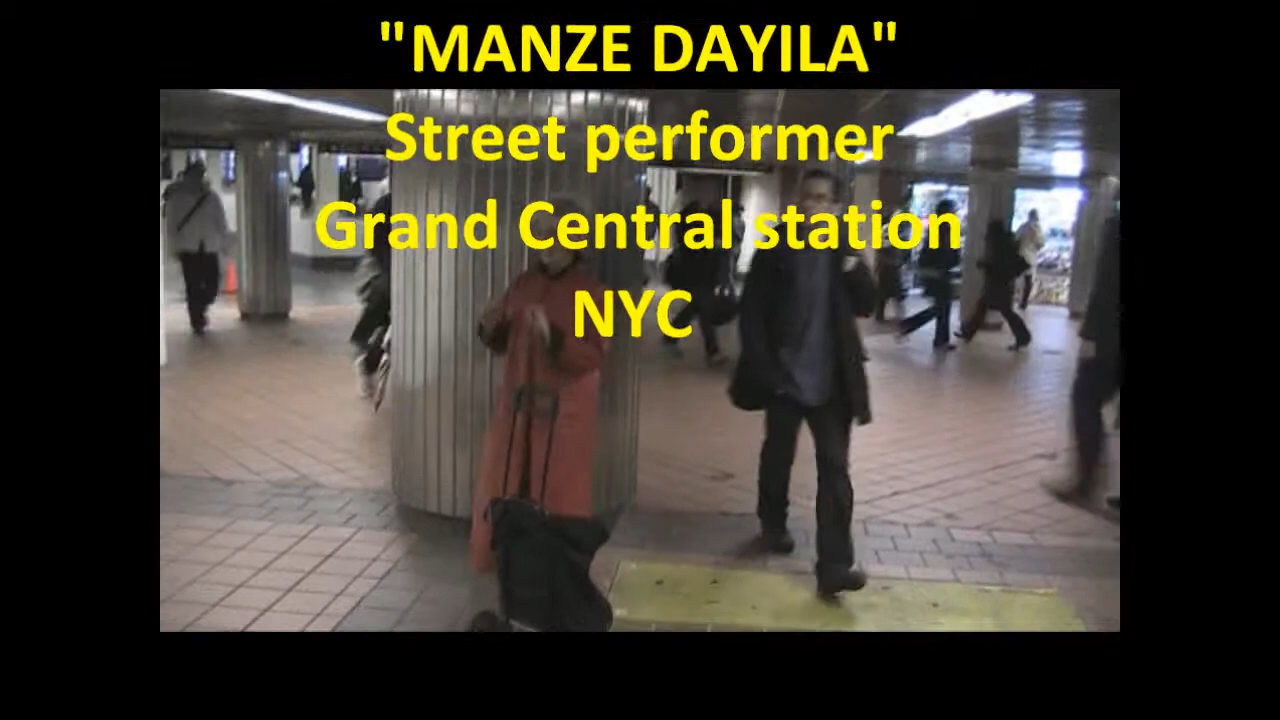 "MANZE DAYILA"
Street performer
Grand Central station
NYC